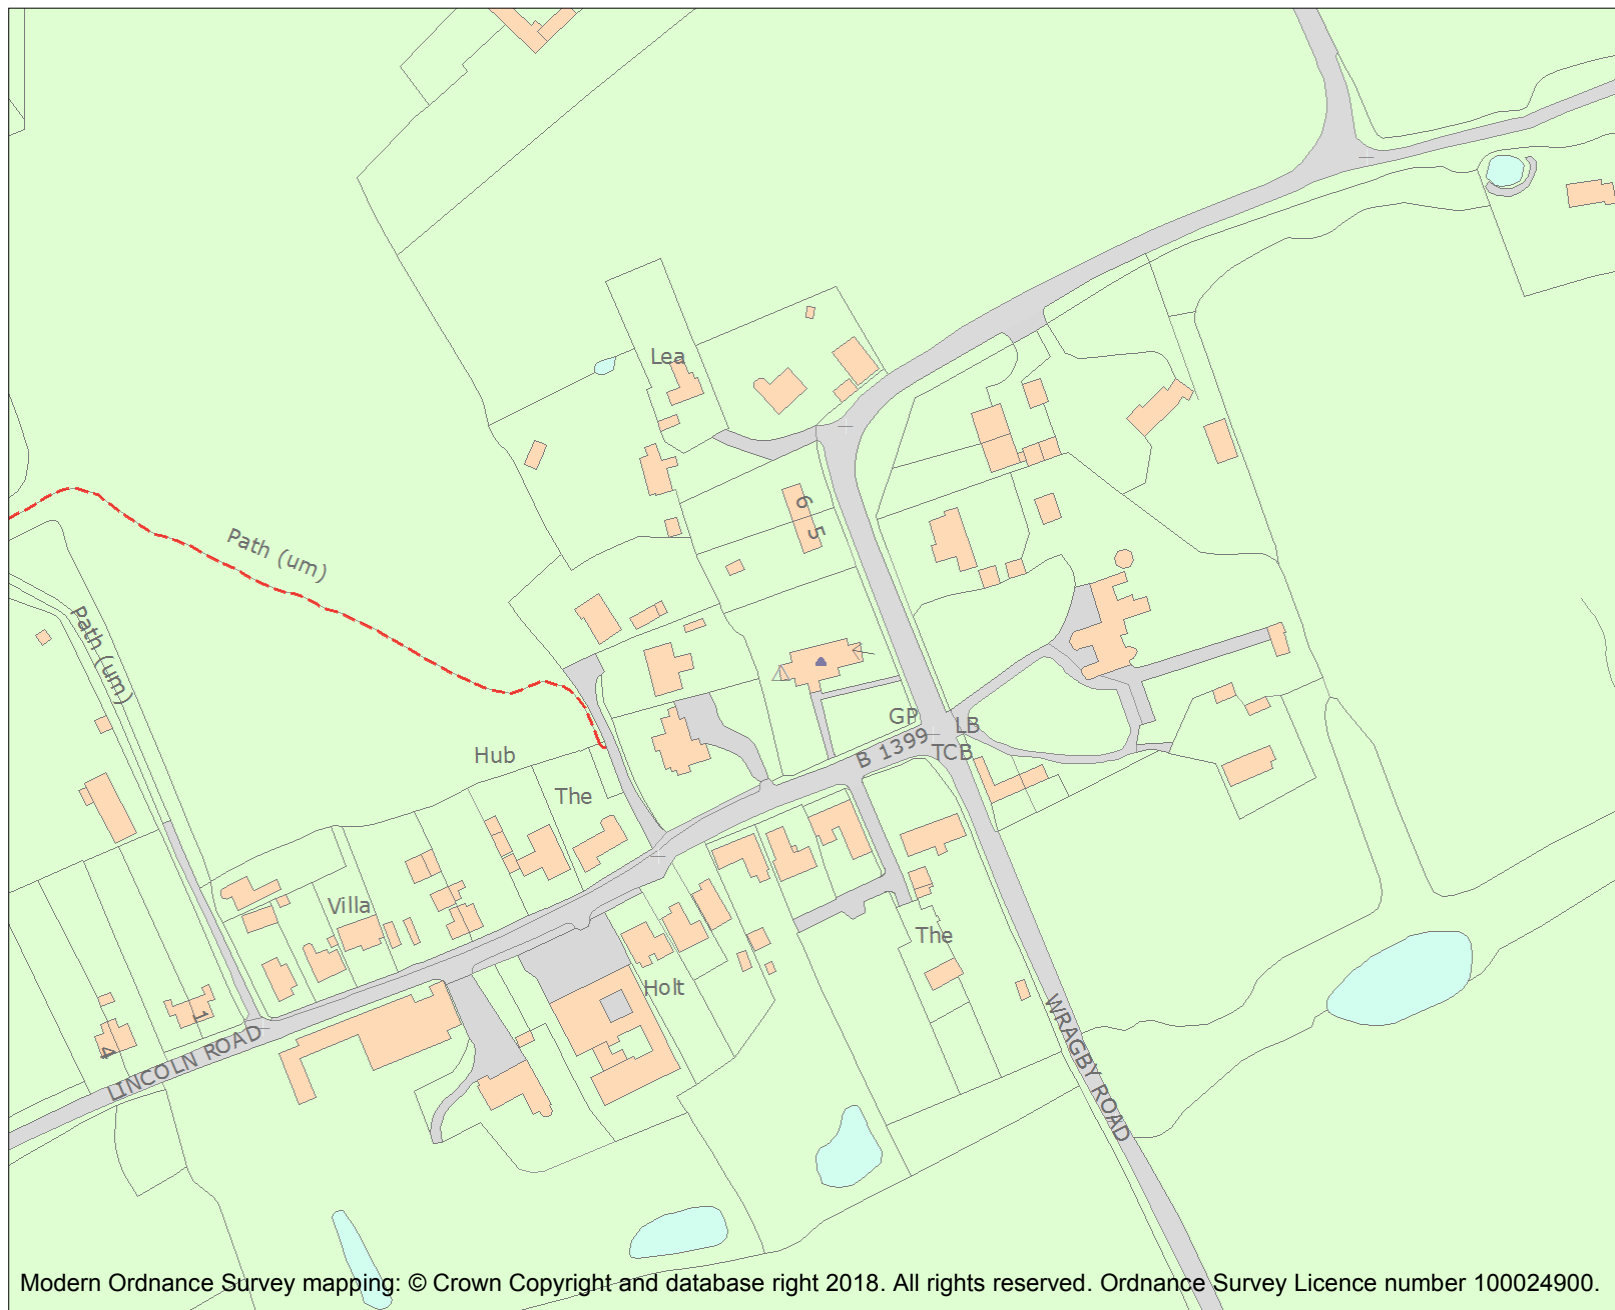 Lea
6
5
Path (um)
Path (um)
GP
LB
B 1399
TCB
Hub
The
Villa
The
Holt
1
4
LINCOLN ROAD
WRAGBY ROAD
Modern Ordnance Survey mapping: © Crown Copyright and database right 2018. All rights reserved. Ordnance Survey Licence number 100024900.